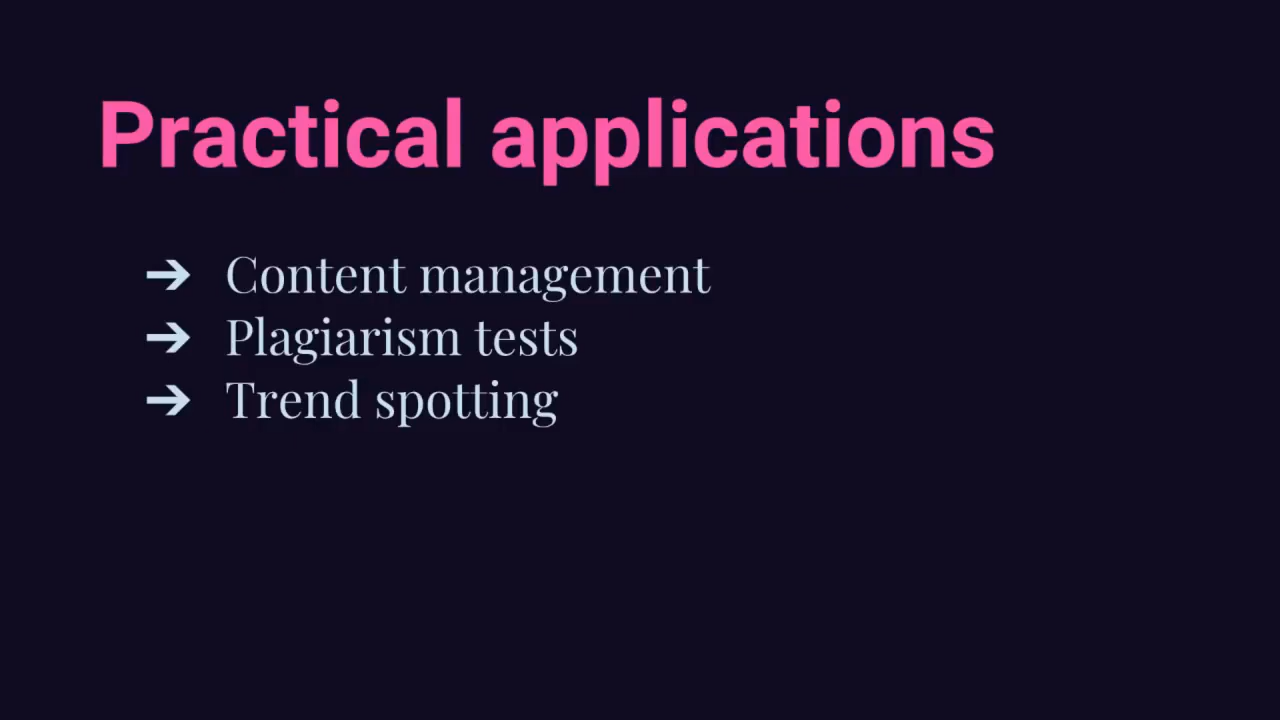 Practical applications
➔ Content management
➔ Plagiarism tests
➔ Trend spotting